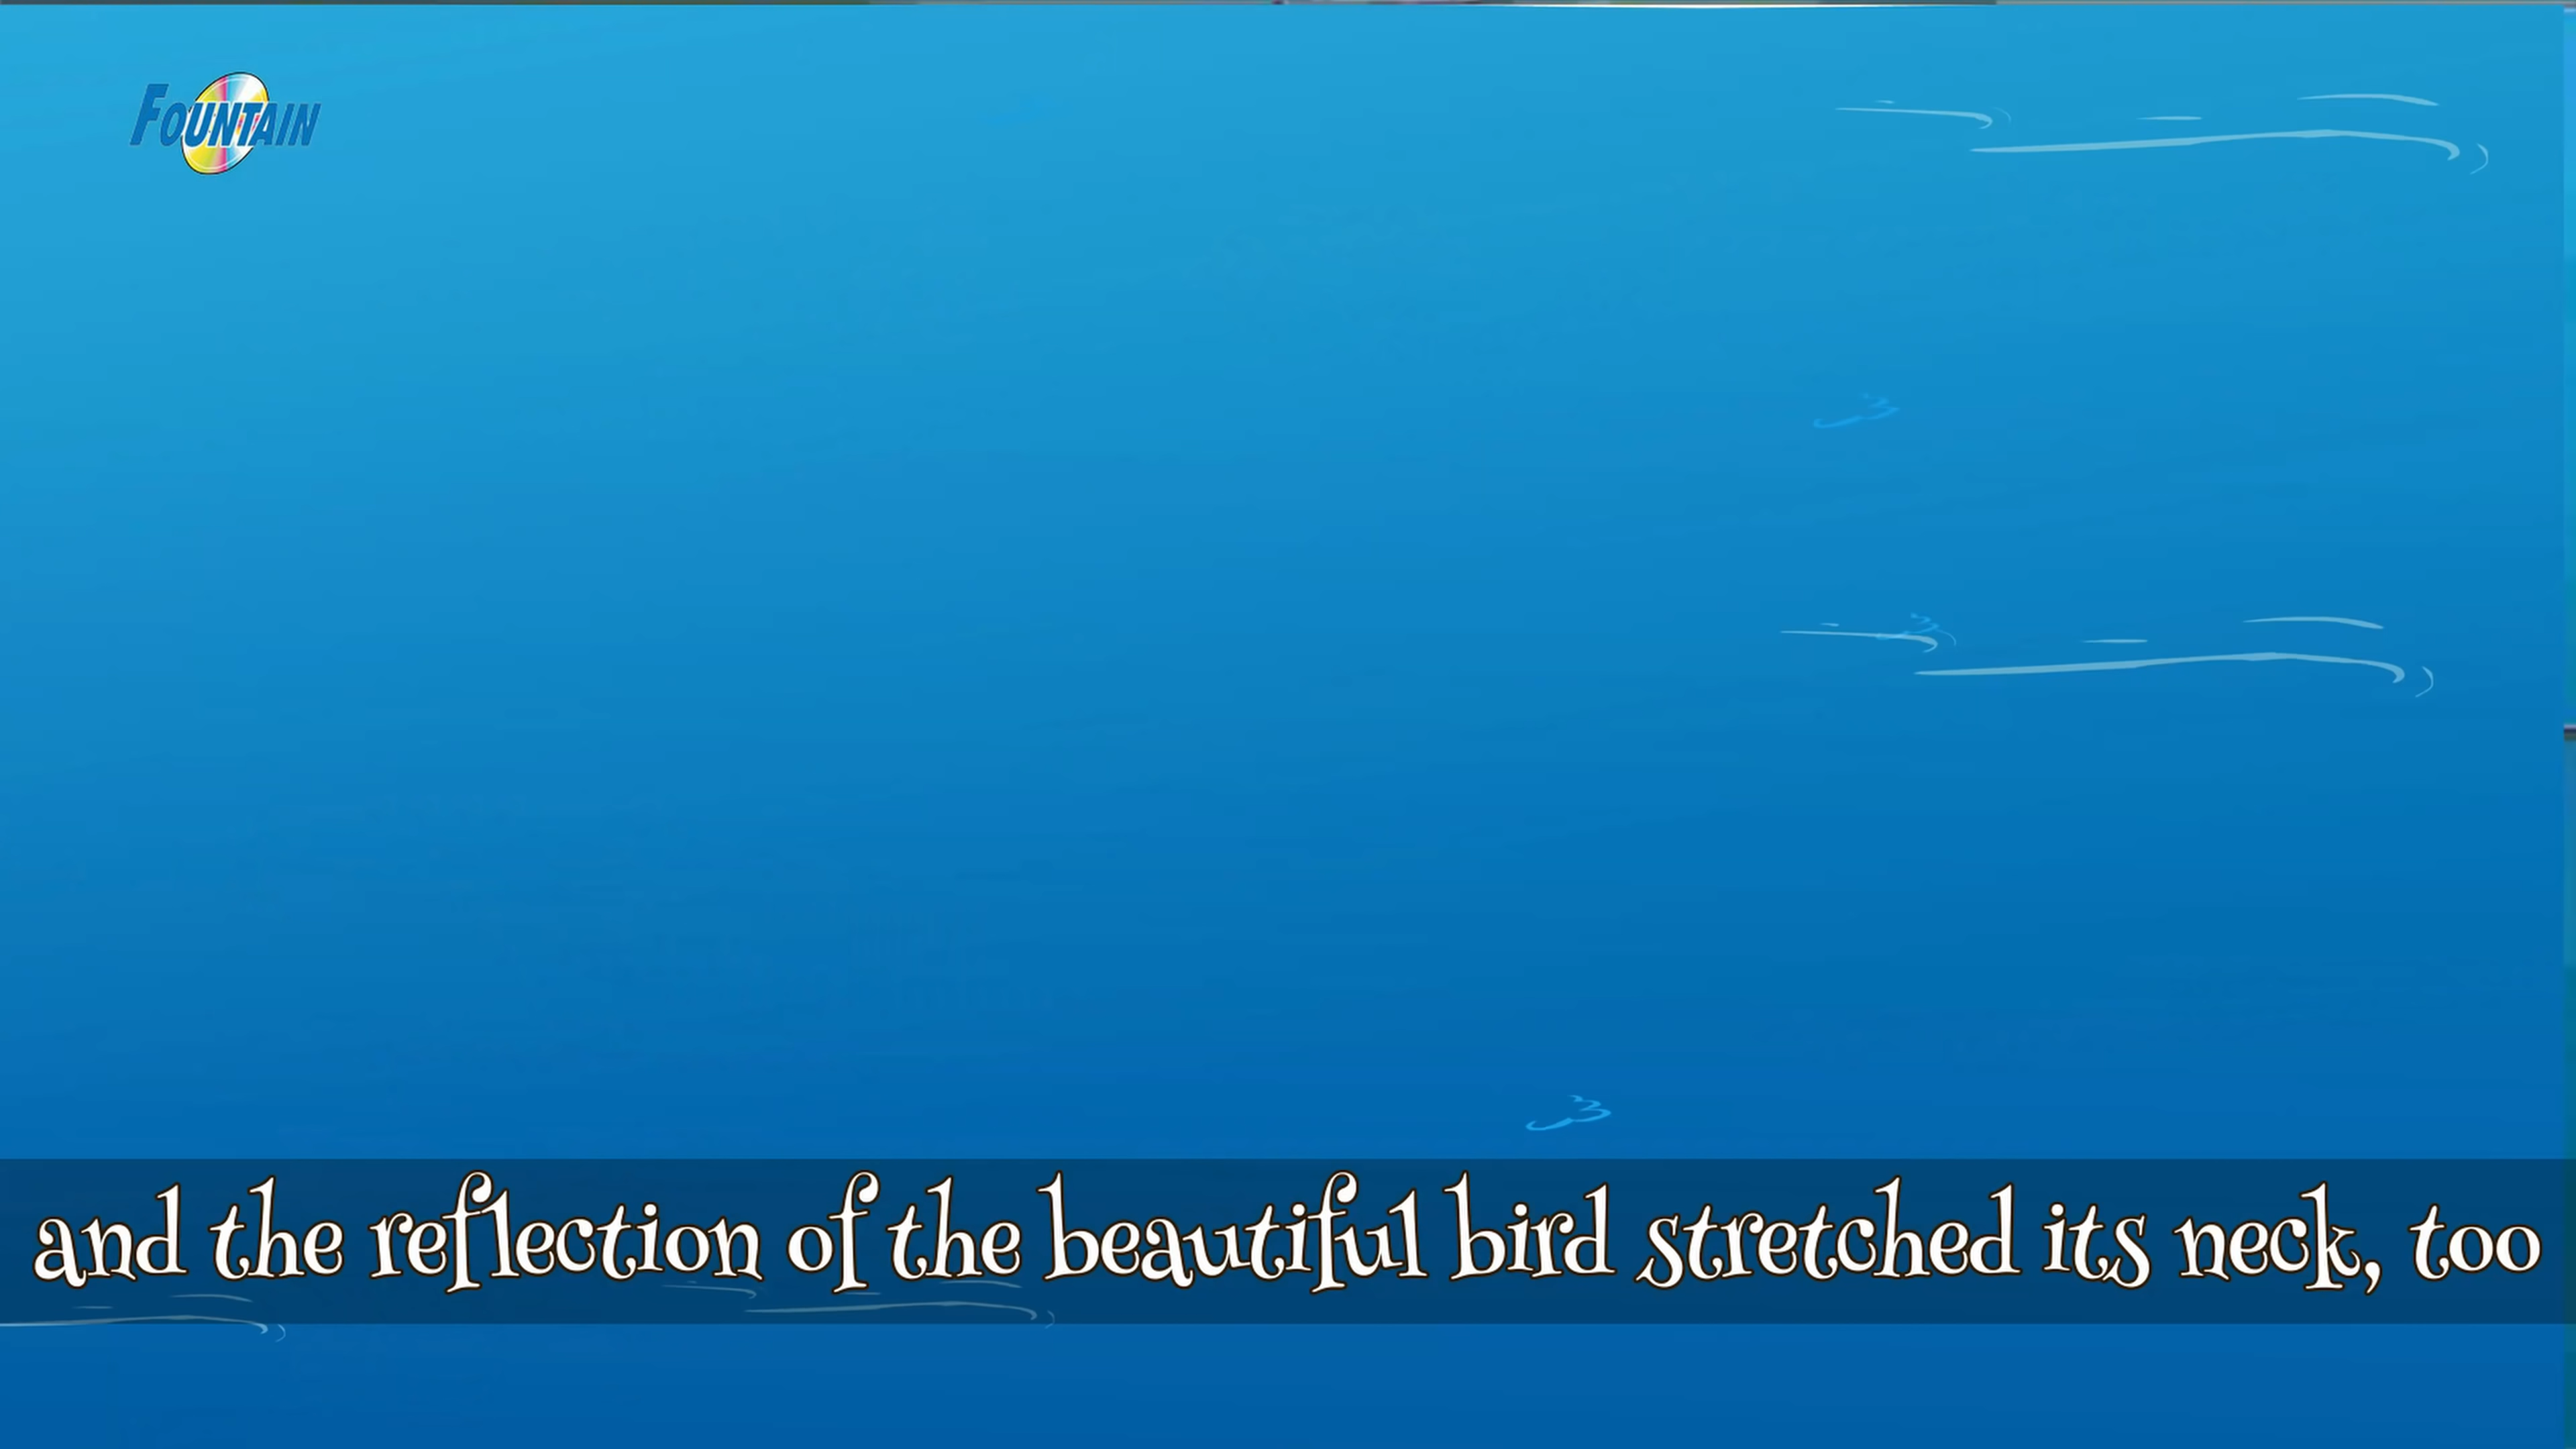 FOUNTAIN
and the reflection of the beautiful bird stretched its neck, too